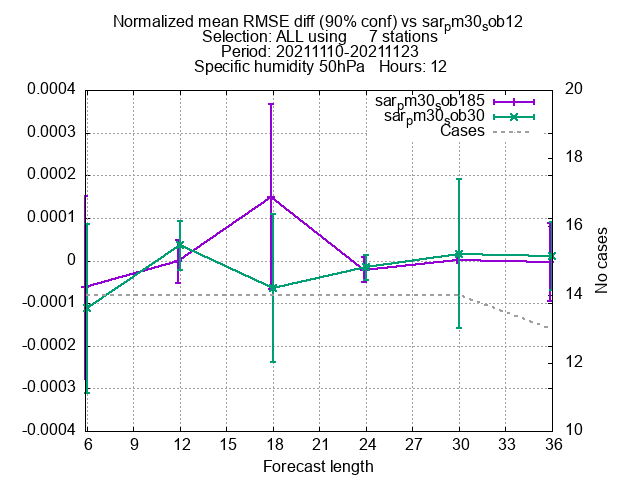 Normalized mean RMSE diff (90% conf) vs sarpm30sob12
Selection: ALL using 7 stations
Period: 20211110-20211123
Specific humidity 50hPa Hours: 12
sarpm30sob185
sarpm30sob30
Cases
0.0004
0.0003
0.0002
0.0001
0
-0.0001
-0.0002
-0.0003
-0.0004
20
18
16
14
12
10
No cases
6 9 12 15 18 21 24 27 30 33 36
Forecast length